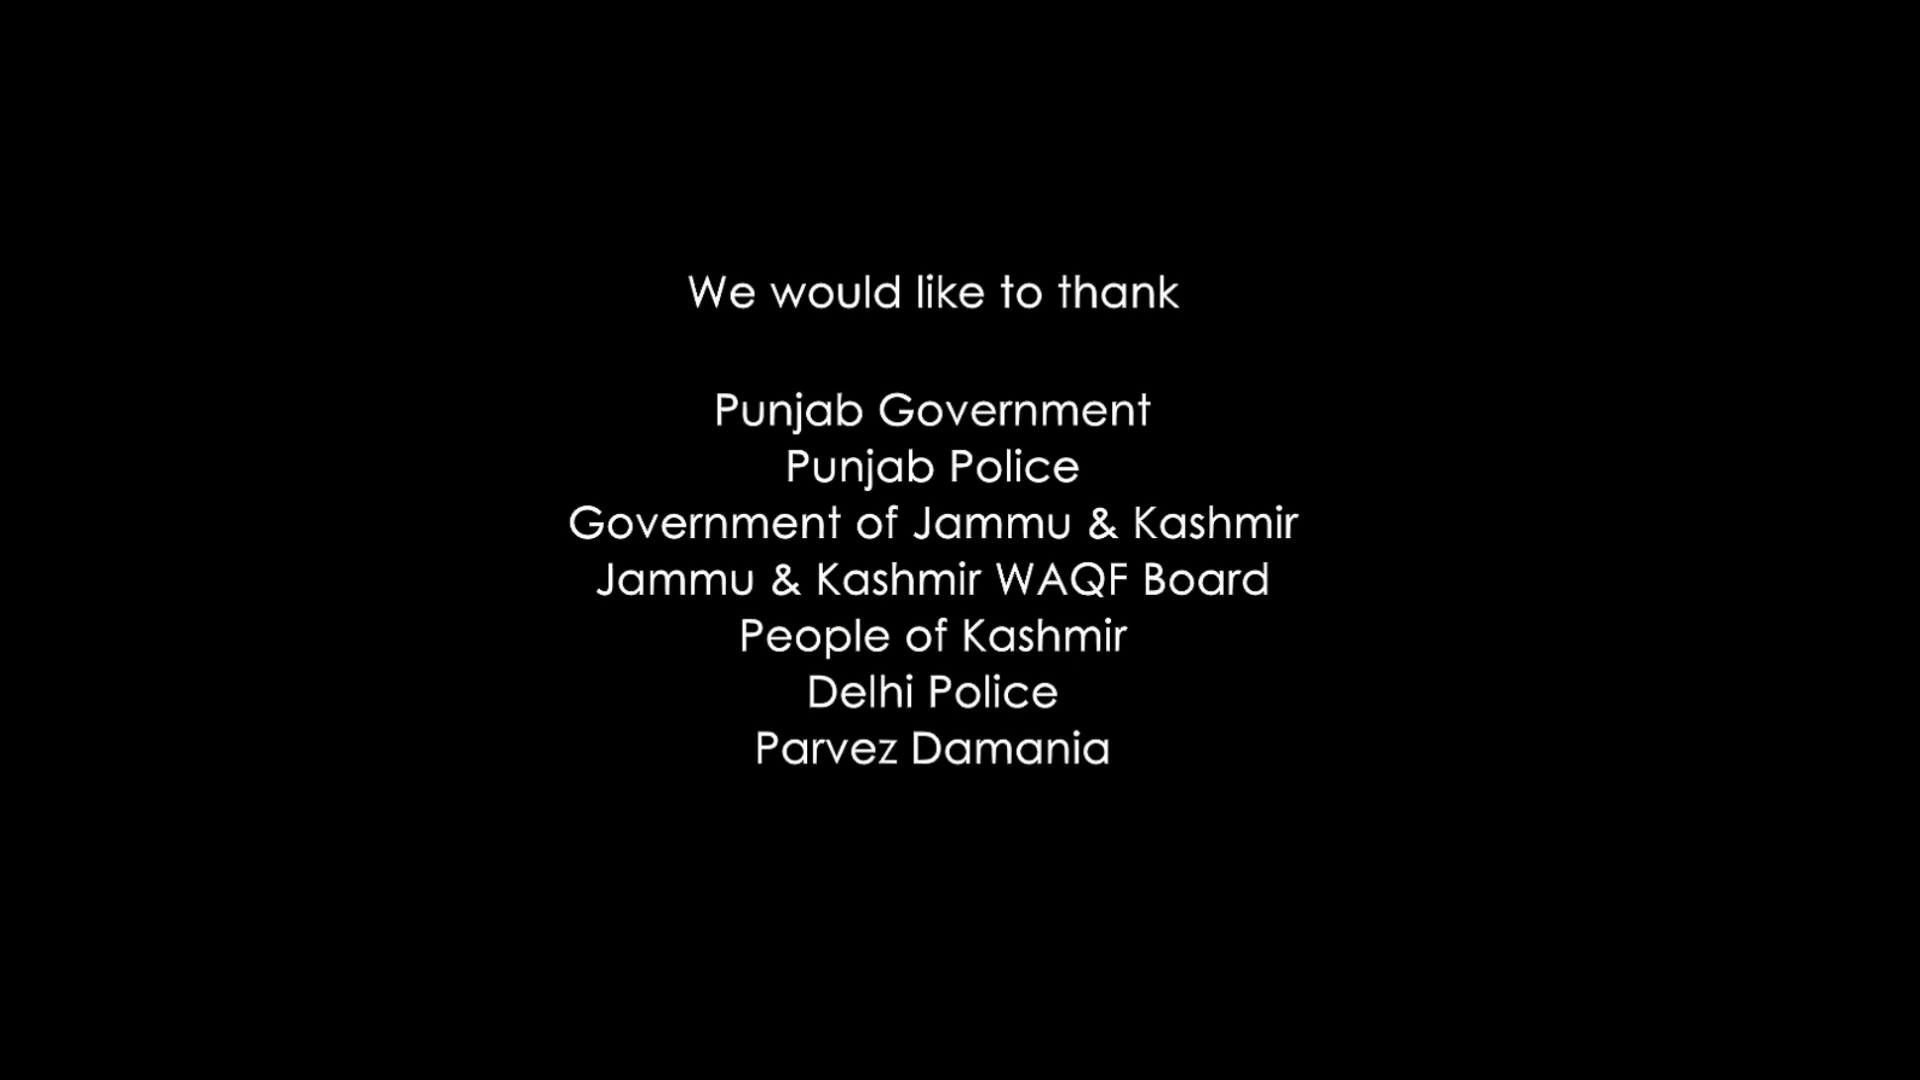 We would like to thank
Punjab Government
Punjab Police
Government of Jammu & Kashmir
Jammu & Kashmir WAQF Board
People of Kashmir
Delhi Police
Parvez Damania